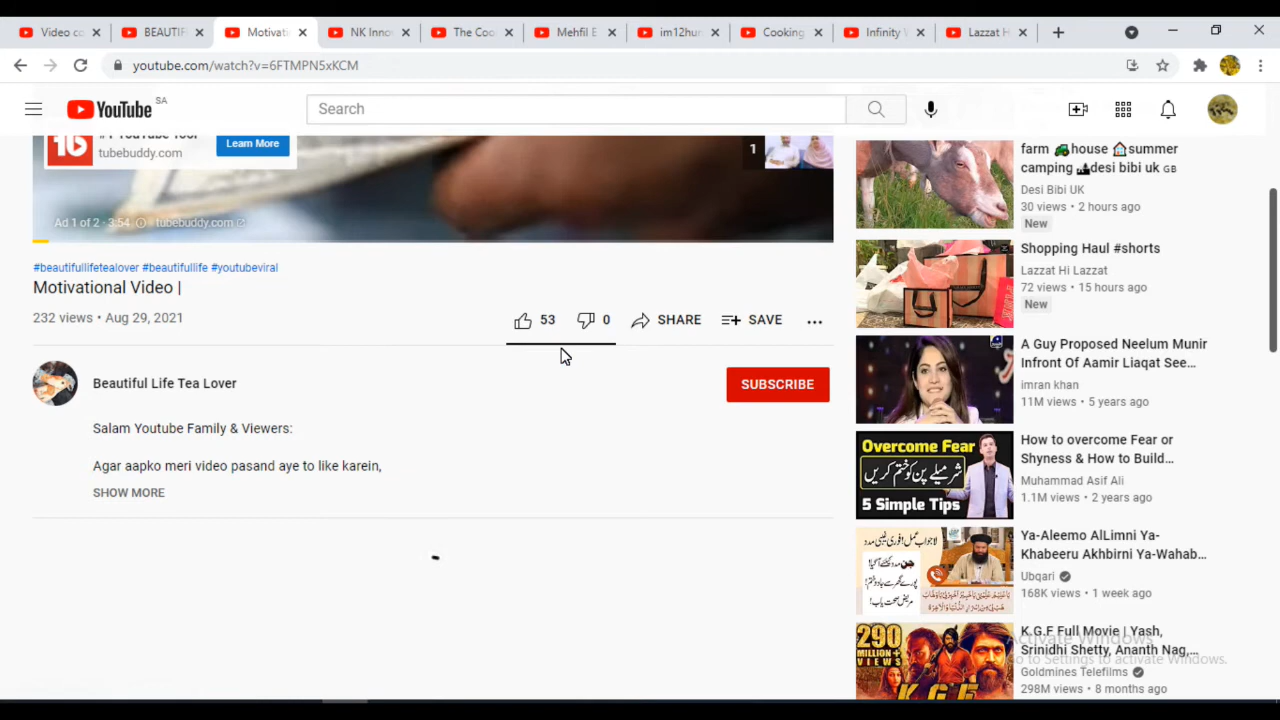 Video co
BEAUTIF
Motivati
NK Inno
The Coo
Mehfil E
im12hur
Cooking
Infinity
Lazzat H
youtube.com/watch?v=6FTMPN5xKCM
YouTube SA
Search
tubebuddy.com
Learn More
1
Ad 1 of 2 · 3:54 tubebuddy.com
#beautifullifetealover #beautifullife #youtubeviral
Motivational Video |
232 views • Aug 29, 2021
53
0
SHARE
SAVE
Beautiful Life Tea Lover
SUBSCRIBE
Salam Youtube Family & Viewers:
Agar aapko meri video pasand aye to like karein,
SHOW MORE
farm 🚜house 🏠summer
camping 🏕desi bibi uk GB
Desi Bibi UK
30 views • 2 hours ago
New
Shopping Haul #shorts
Lazzat Hi Lazzat
72 views • 15 hours ago
New
A Guy Proposed Neelum Munir
Infront Of Aamir Liaqat See...
imran khan
11M views • 5 years ago
Overcome Fear
شرمیلے پن کو ختم کریں
5 Simple Tips
How to overcome Fear or
Shyness & How to Build...
Muhammad Asif Ali
1.1M views • 2 years ago
Ya-Aleemo AlLimni Ya-
Khabeeru Akhbirni Ya-Wahab...
Ubqari
168K views • 1 week ago
290
MILLION+
VIEWS
K.G.F
K.G.F Full Movie | Yash,
Srinidhi Shetty, Ananth Nag,...
Goldmines Telefilms
298M views • 8 months ago
Activate Windows
Go to Settings to activate Windows.